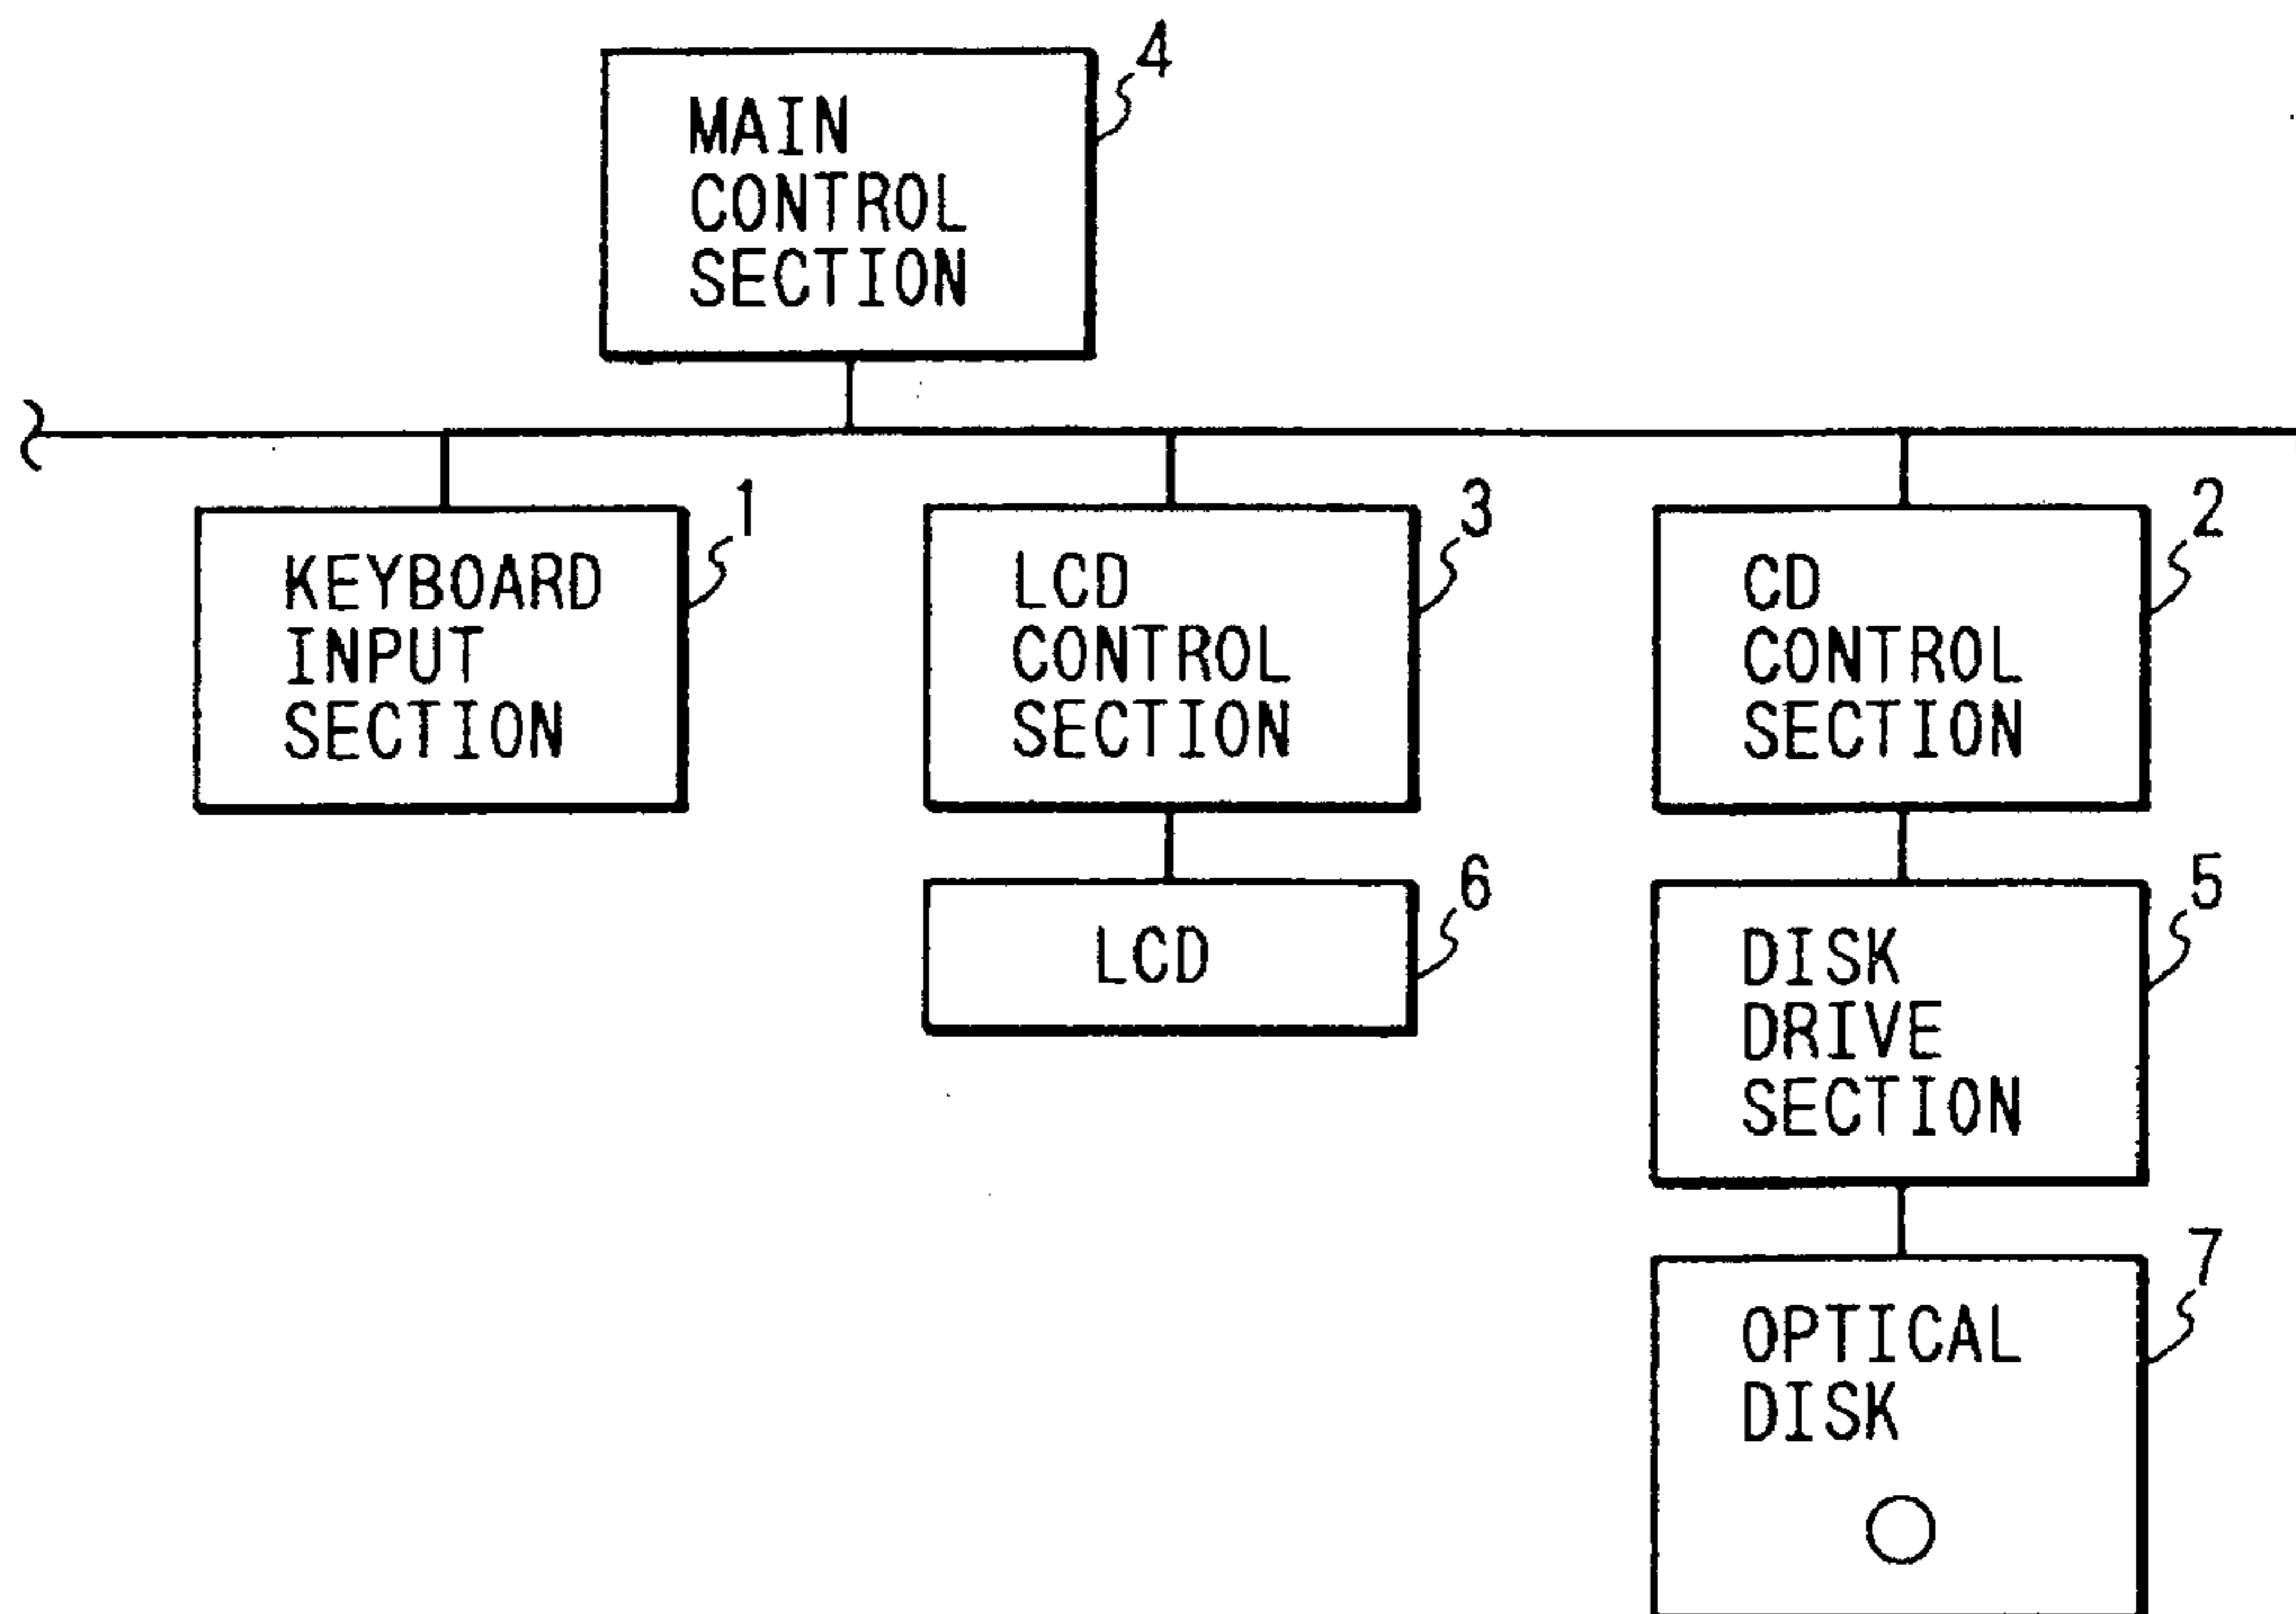 4
MAIN
CONTROL
SECTION
1
KEYBOARD
INPUT
SECTION
3
LCD
CONTROL
SECTION
2
CD
CONTROL
SECTION
6
LCD
5
DISK
DRIVE
SECTION
7
OPTICAL
DISK